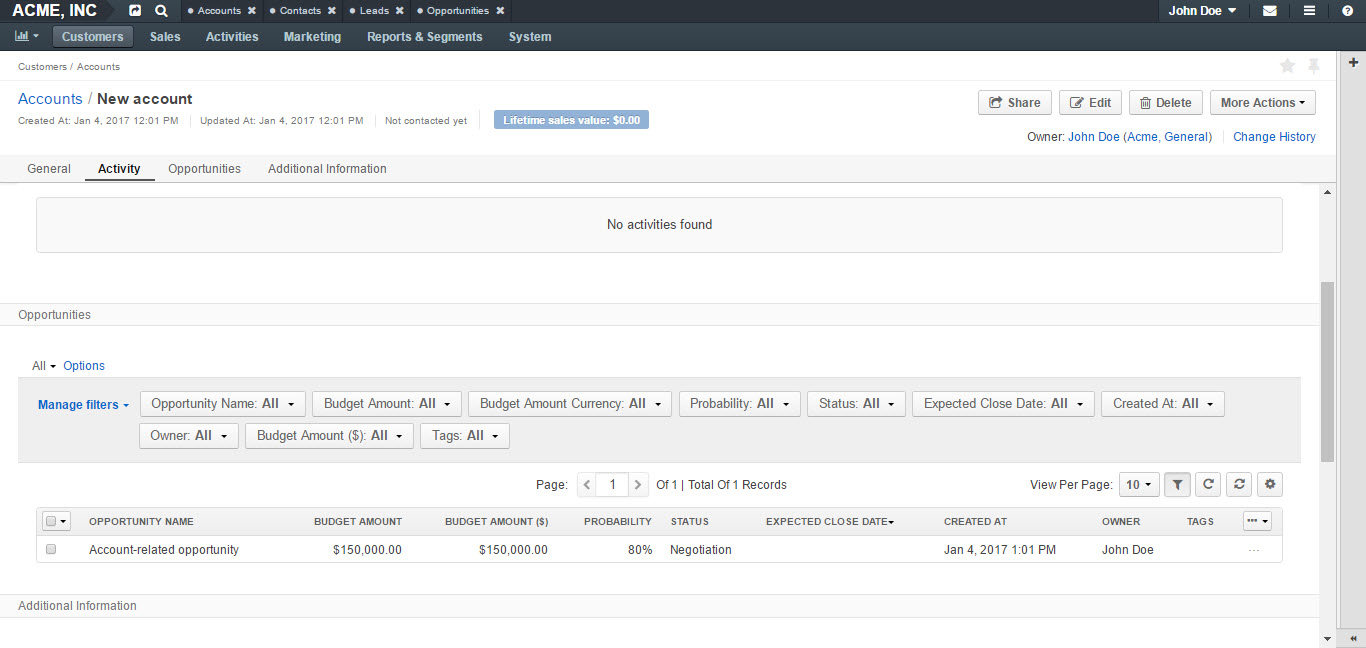 ACME, INC Accounts Contacts Leads Opportunities John Doe
Customers Sales Activities Marketing Reports & Segments System
Customers / Accounts
Accounts / New account
Share Edit Delete More Actions
Created At: Jan 4, 2017 12:01 PM Updated At: Jan 4, 2017 12:01 PM Not contacted yet Lifetime sales value: $0.00
Owner: John Doe (Acme, General) Change History
General Activity Opportunities Additional Information
No activities found
Opportunities
All Options
Manage filters Opportunity Name: All Budget Amount: All Budget Amount Currency: All Probability: All Status: All Expected Close Date: All Created At: All
Owner: All Budget Amount ($): All Tags: All
Page: 1 Of 1 | Total Of 1 Records View Per Page: 10
OPPORTUNITY NAME BUDGET AMOUNT BUDGET AMOUNT ($) PROBABILITY STATUS EXPECTED CLOSE DATE CREATED AT OWNER TAGS
Account-related opportunity $150,000.00 $150,000.00 80% Negotiation Jan 4, 2017 1:01 PM John Doe ...
Additional Information